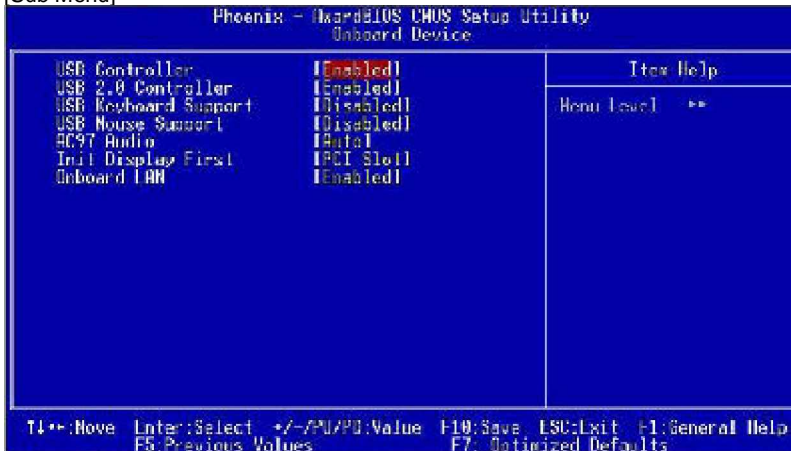 [Sub Menu]
Phoenix - AwardBIOS CMOS Setup Utility
Onboard Device
USB Controller [Enabled]
USB 2.0 Controller [Enabled]
USB Keyboard Support [Disabled]
USB Mouse Support [Disabled]
AC97 Audio [Auto]
Init Display First [PCI Slot]
Onboard LAN [Enabled]
Item Help
Menu Level ▸▸
↑↓→←:Move Enter:Select +/-/PU/PD:Value F10:Save ESC:Exit F1:General Help
F5:Previous Values F7: Optimized Defaults